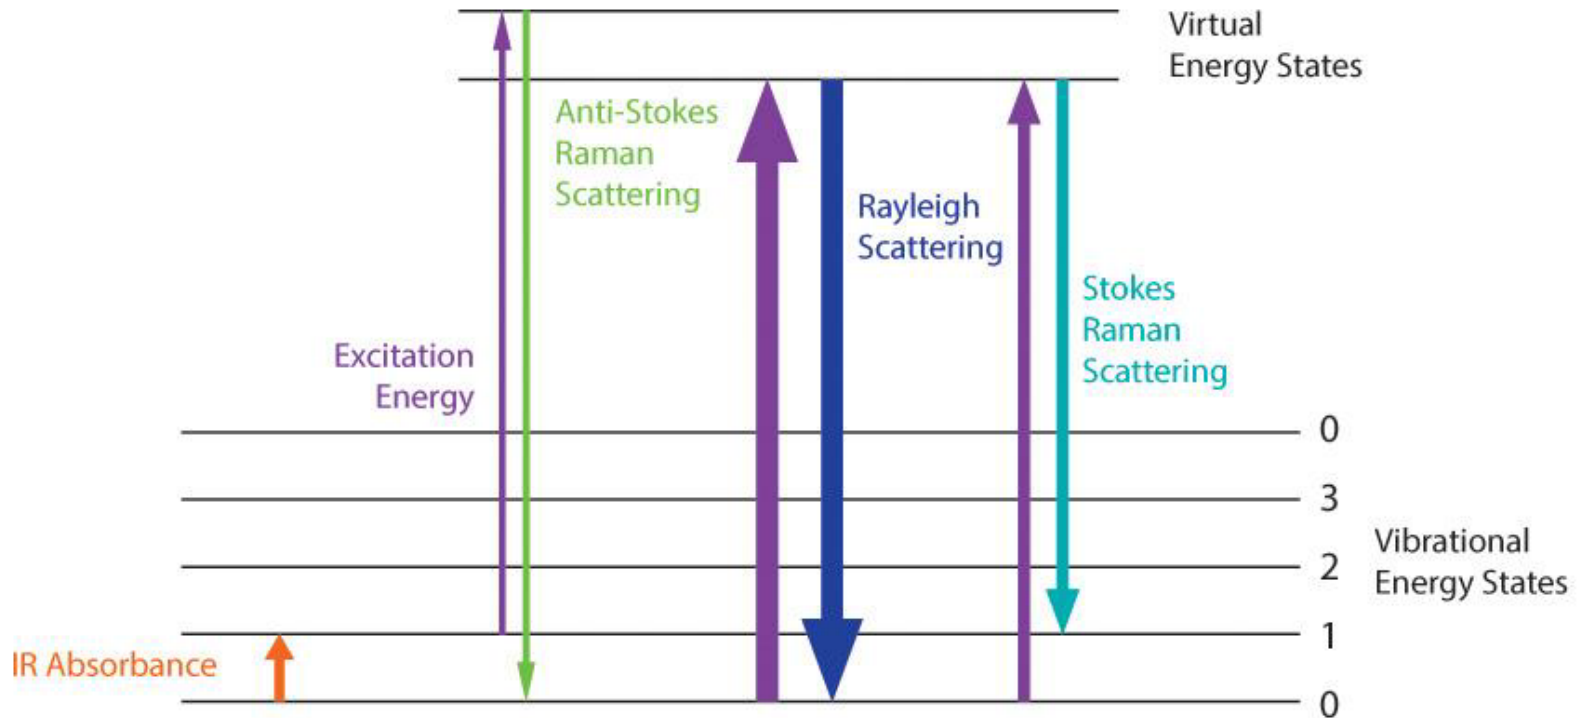 Virtual
Energy States
Anti-Stokes
Raman
Scattering
Rayleigh
Scattering
Stokes
Raman
Scattering
Excitation
Energy
0
3
Vibrational
Energy States
2
1
IR Absorbance
0